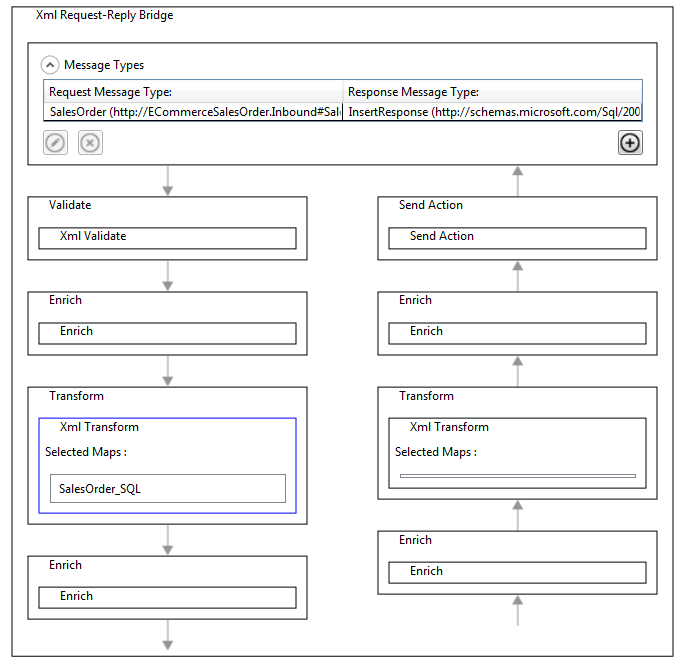 Xml Request-Reply Bridge
Message Types
Request Message Type: Response Message Type:
SalesOrder (http://ECommerceSalesOrder.Inbound#Sal InsertResponse (http://schemas.microsoft.com/Sql/200
Validate
Xml Validate
Enrich
Enrich
Transform
Xml Transform
Selected Maps :
SalesOrder_SQL
Enrich
Enrich
Send Action
Send Action
Enrich
Enrich
Transform
Xml Transform
Selected Maps :
Enrich
Enrich